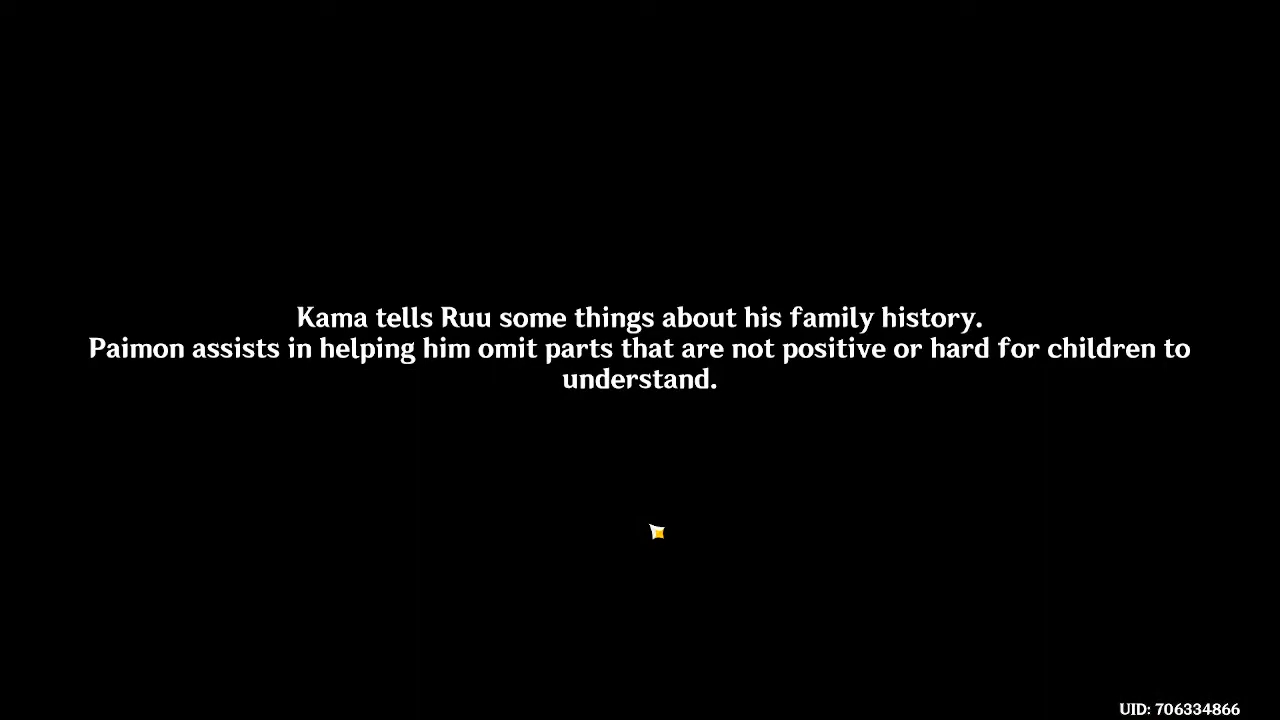 Kama tells Ruu some things about his family history.
Paimon assists in helping him omit parts that are not positive or hard for children to
understand.
UID: 706334866